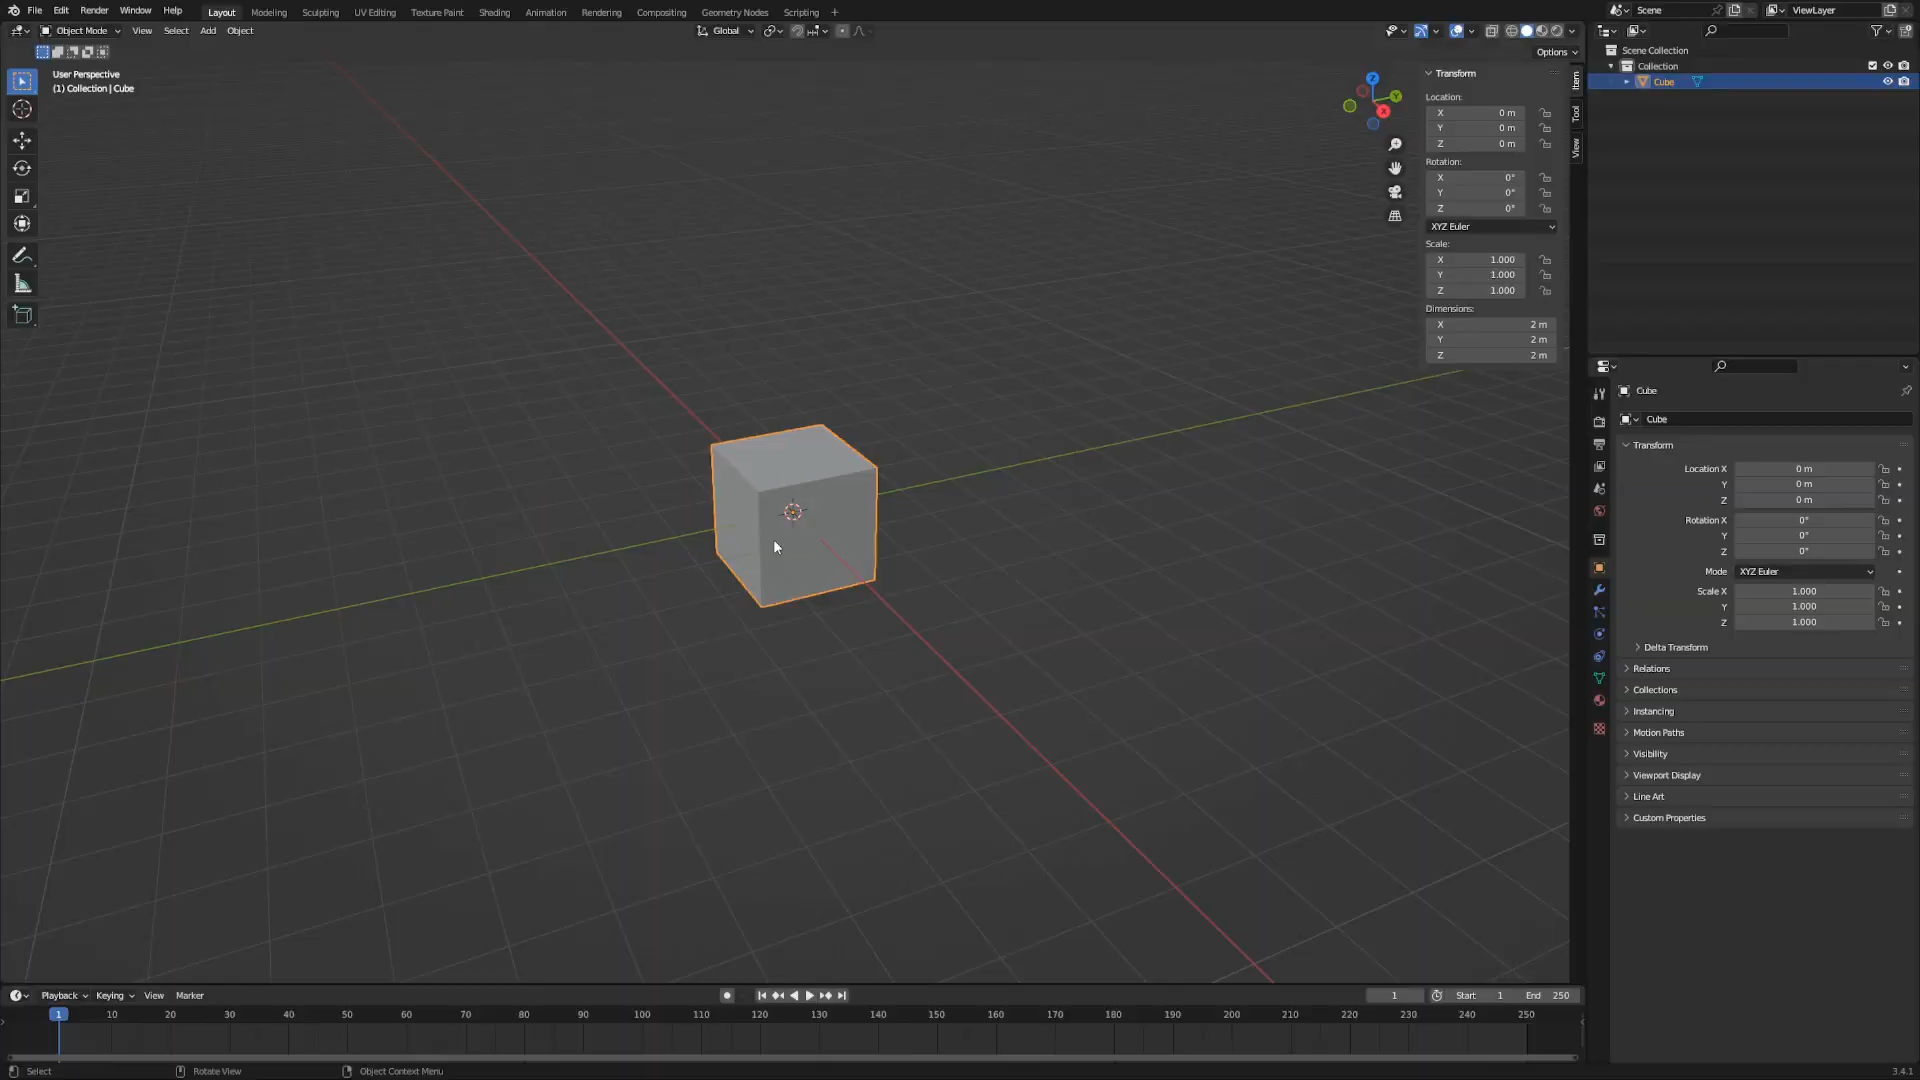 File Edit Render Window Help Layout Modeling Sculpting UV Editing Texture Paint Shading Animation Rendering Compositing Geometry Nodes Scripting + Scene ViewLayer
Object Mode View Select Add Object Global
Options
User Perspective
(1) Collection | Cube
Z
Y
X
Transform
Location:
X 0 m
Y 0 m
Z 0 m
Rotation:
X 0°
Y 0°
Z 0°
XYZ Euler
Scale:
X 1.000
Y 1.000
Z 1.000
Dimensions:
X 2 m
Y 2 m
Z 2 m
Item
Tool
View
Scene Collection
Collection
Cube
Cube
Cube
Transform
Location X 0 m
Y 0 m
Z 0 m
Rotation X 0°
Y 0°
Z 0°
Mode XYZ Euler
Scale X 1.000
Y 1.000
Z 1.000
Delta Transform
Relations
Collections
Instancing
Motion Paths
Visibility
Viewport Display
Line Art
Custom Properties
Playback Keying View Marker 1 Start 1 End 250
1 10 20 30 40 50 60 70 80 90 100 110 120 130 140 150 160 170 180 190 200 210 220 230 240 250
Select Rotate View Object Context Menu 3.4.1